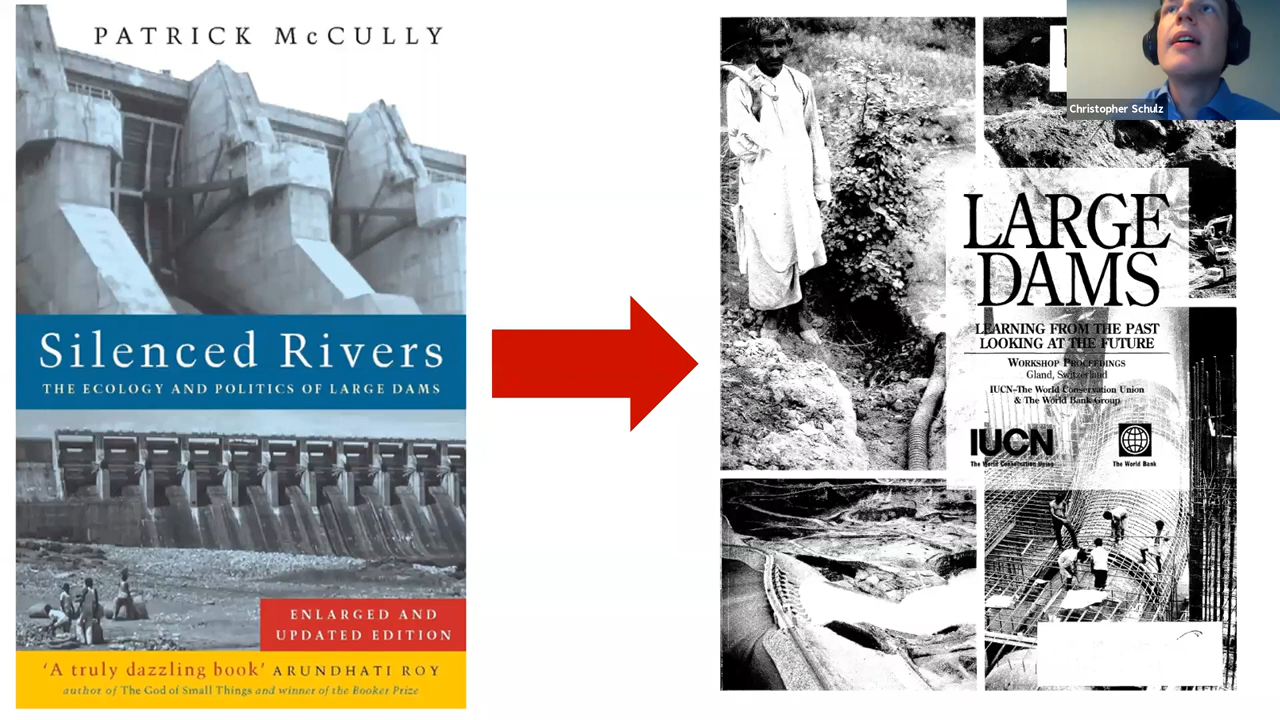 PATRICK McCULLY
Silenced Rivers
THE ECOLOGY AND POLITICS OF LARGE DAMS
ENLARGED AND
UPDATED EDITION
'A truly dazzling book' ARUNDHATI ROY
author of The God of Small Things and winner of the Booker Prize
Christopher Schulz
LARGE
DAMS
LEARNING FROM THE PAST
LOOKING AT THE FUTURE
WORKSHOP PROCEEDINGS
Gland, Switzerland
IUCN–The World Conservation Union
& The World Bank Group
IUCN
The World Conservation Union
The World Bank